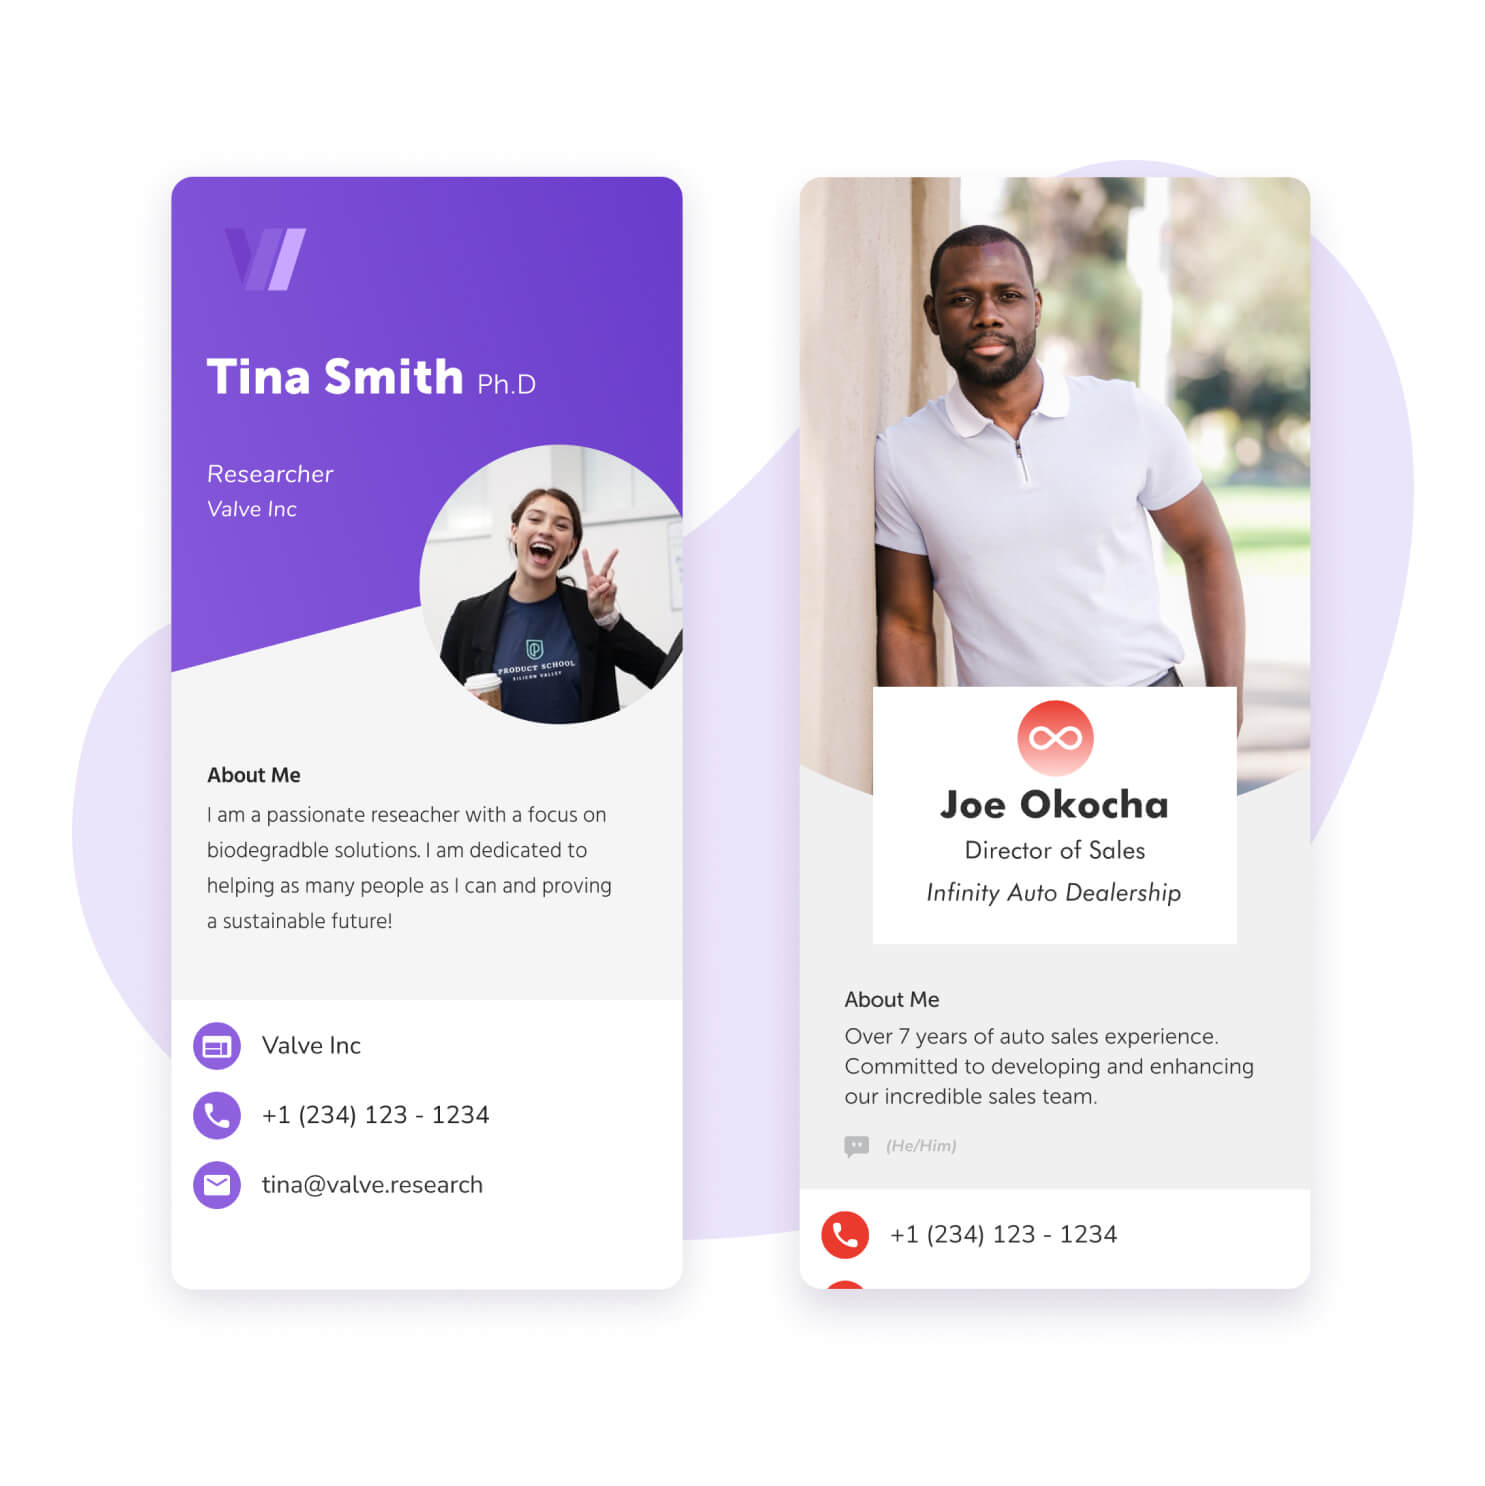 Tina Smith Ph.D
Researcher
Valve Inc
PRODUCT SCHOOL
SILICON VALLEY
About Me
I am a passionate reseacher with a focus on
biodegradble solutions. I am dedicated to
helping as many people as I can and proving
a sustainable future!
Valve Inc
+1 (234) 123 - 1234
tina@valve.research
Joe Okocha
Director of Sales
Infinity Auto Dealership
About Me
Over 7 years of auto sales experience.
Committed to developing and enhancing
our incredible sales team.
(He/Him)
+1 (234) 123 - 1234